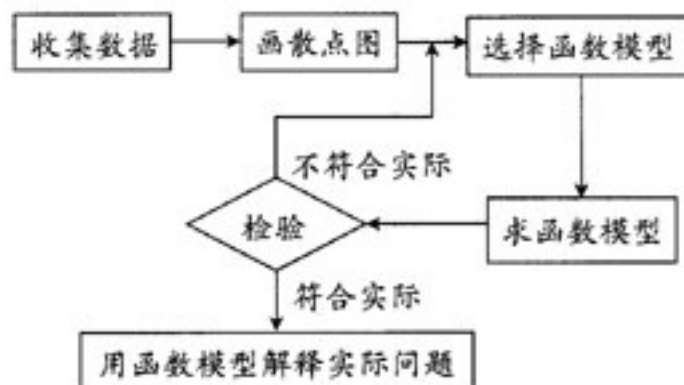 收集数据
画散点图
选择函数模型
不符合实际
检验
求函数模型
符合实际
用函数模型解释实际问题